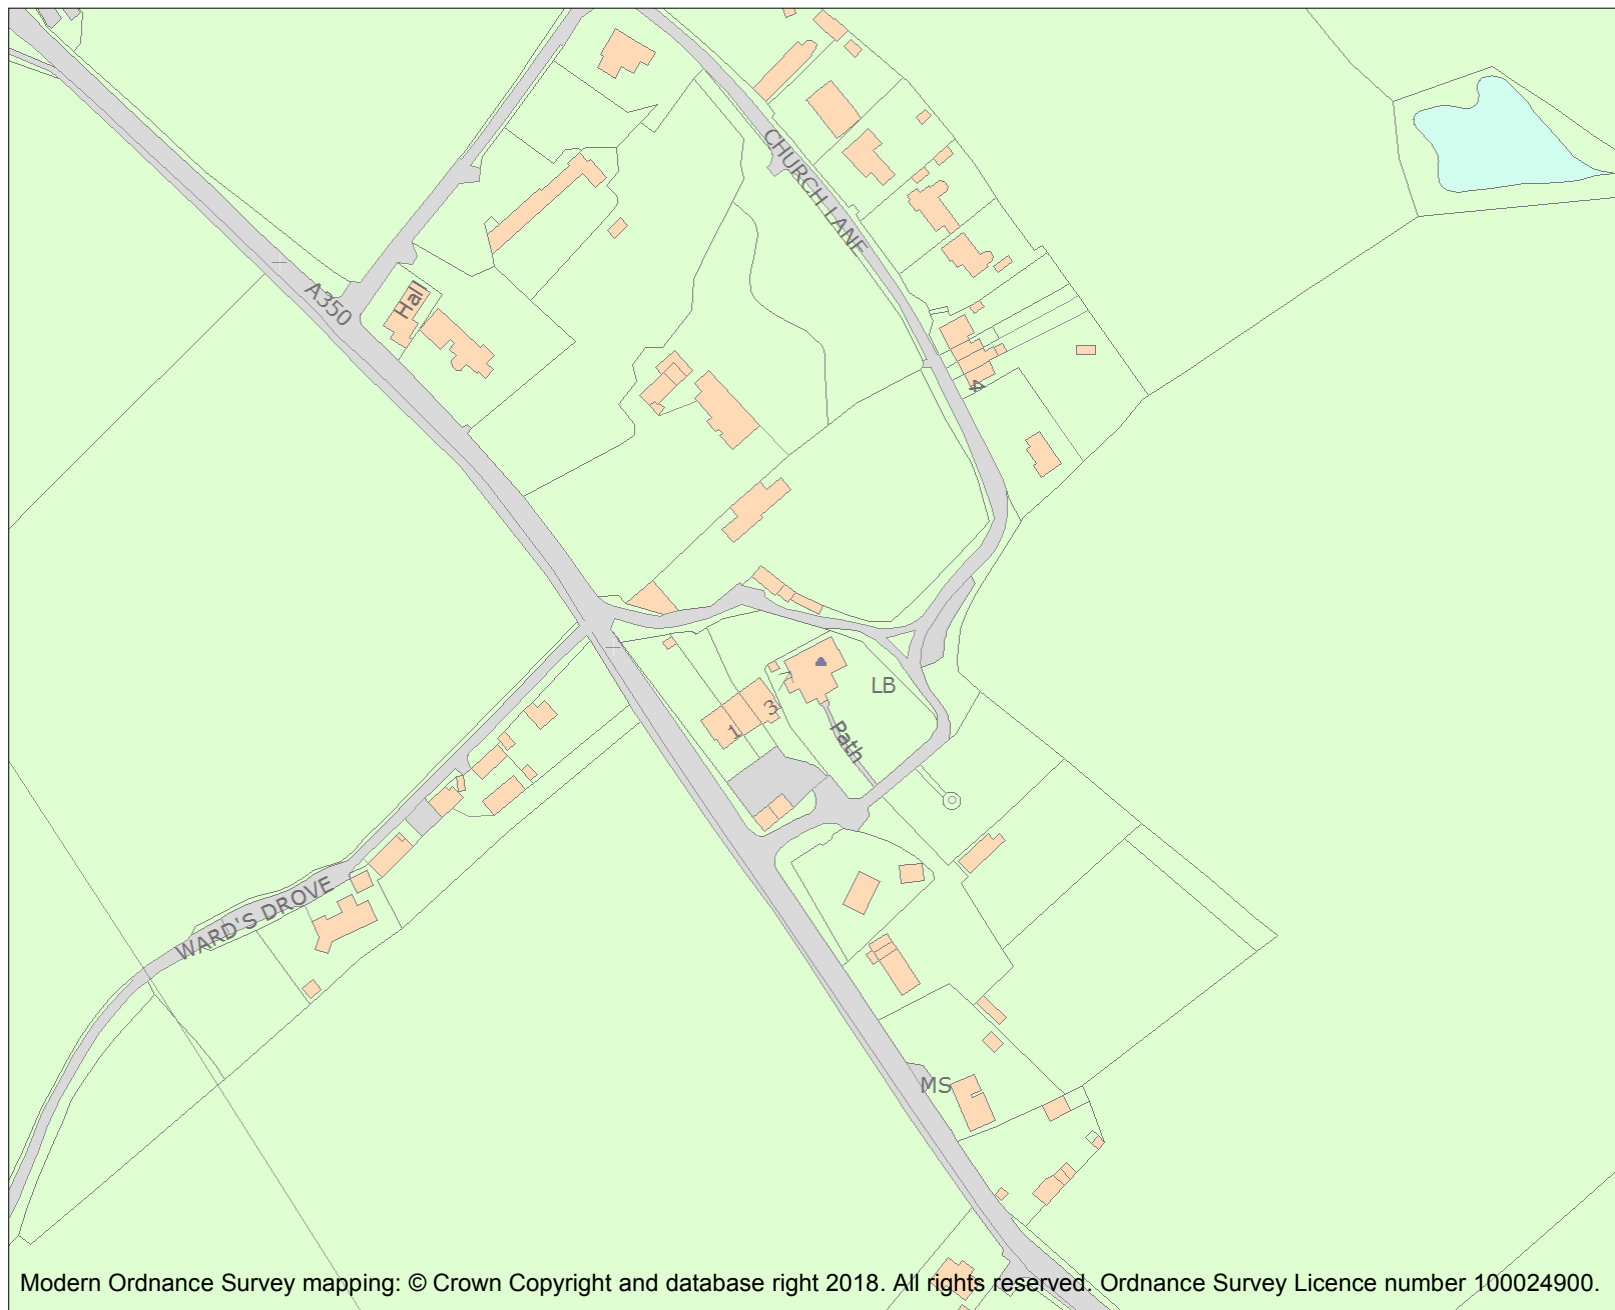 CHURCH LANE
A350
Hall
4
LB
7
3
1
Path
WARD'S DROVE
MS
Modern Ordnance Survey mapping: © Crown Copyright and database right 2018. All rights reserved. Ordnance Survey Licence number 100024900.